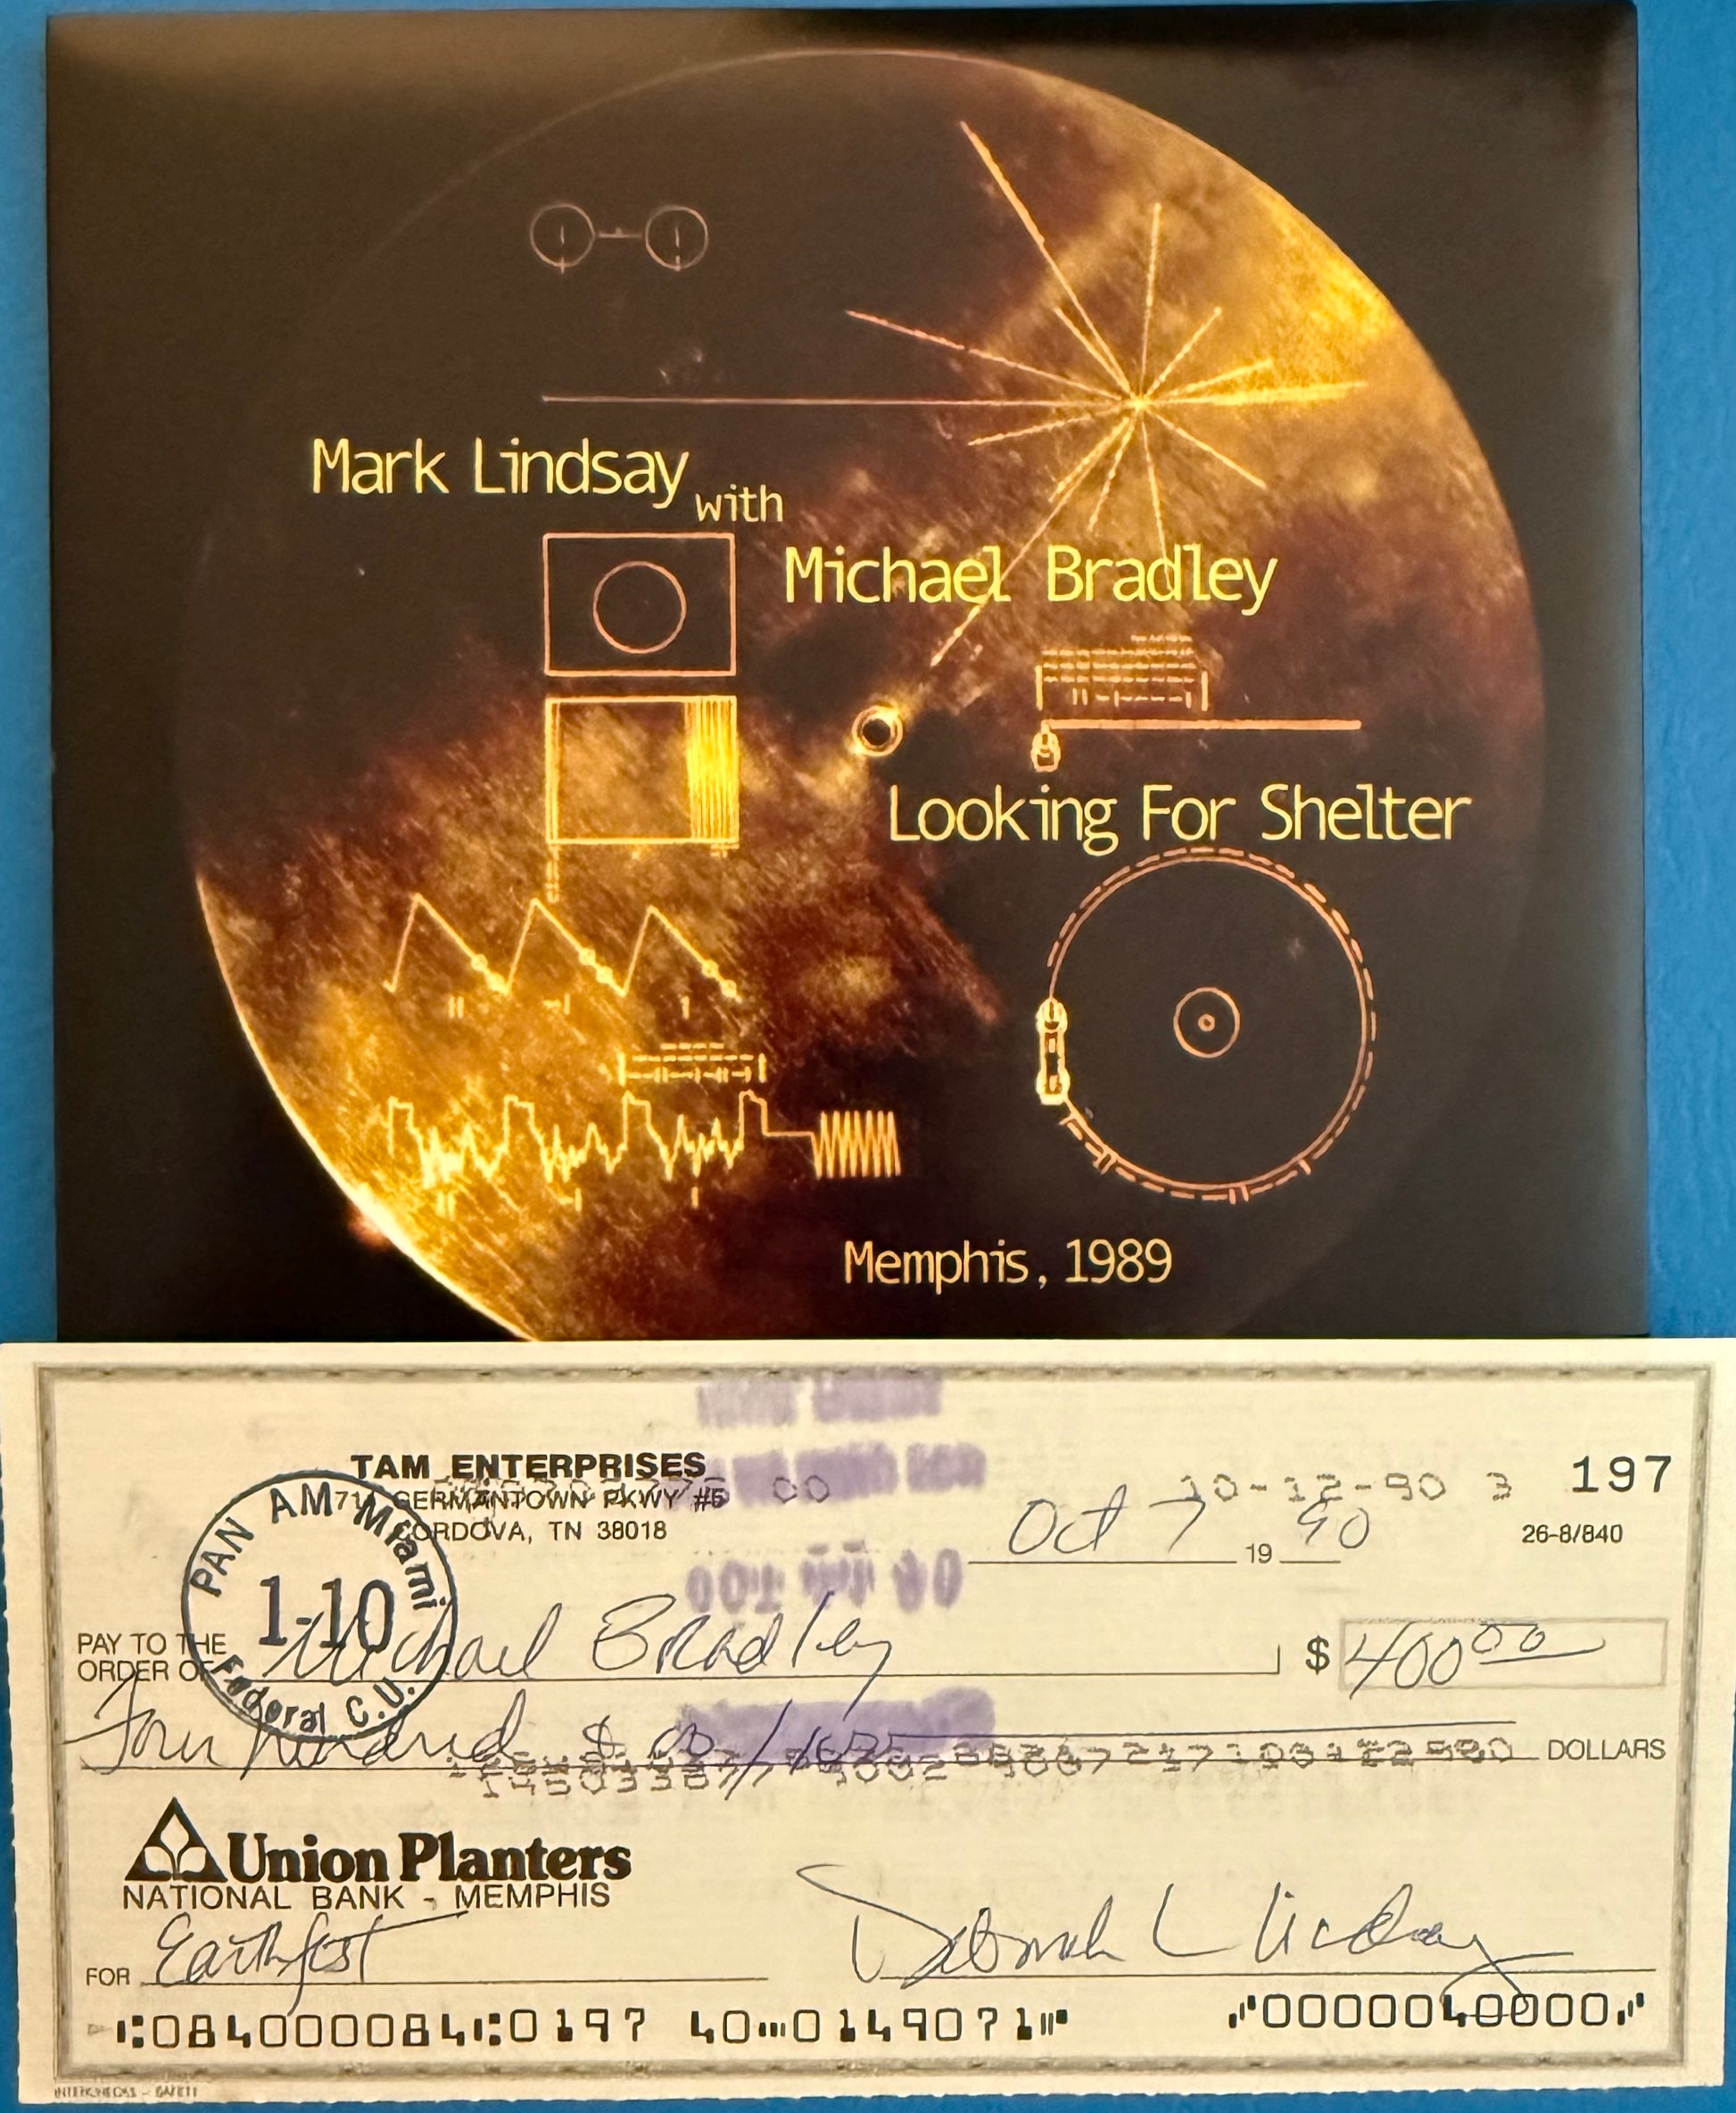 Mark Lindsay with
Michael Bradley
Looking For Shelter
Memphis, 1989
TAM ENTERPRISES
GERMANTOWN PKWY #5
CORDOVA, TN 38018
10-12-90 3
197
26-8/840
Oct 7 19 90
PAN AM Miami
1-10
Federal C.U.
PAY TO THE
ORDER OF Michael Bradley $ 400 00
Four hundred $ 00/100 DOLLARS
Union Planters
NATIONAL BANK - MEMPHIS
FOR Earthfest Deborah L Lindsay
⑆084000084⑆0197 40⑉0149071⑈ ⑈0000040000⑈